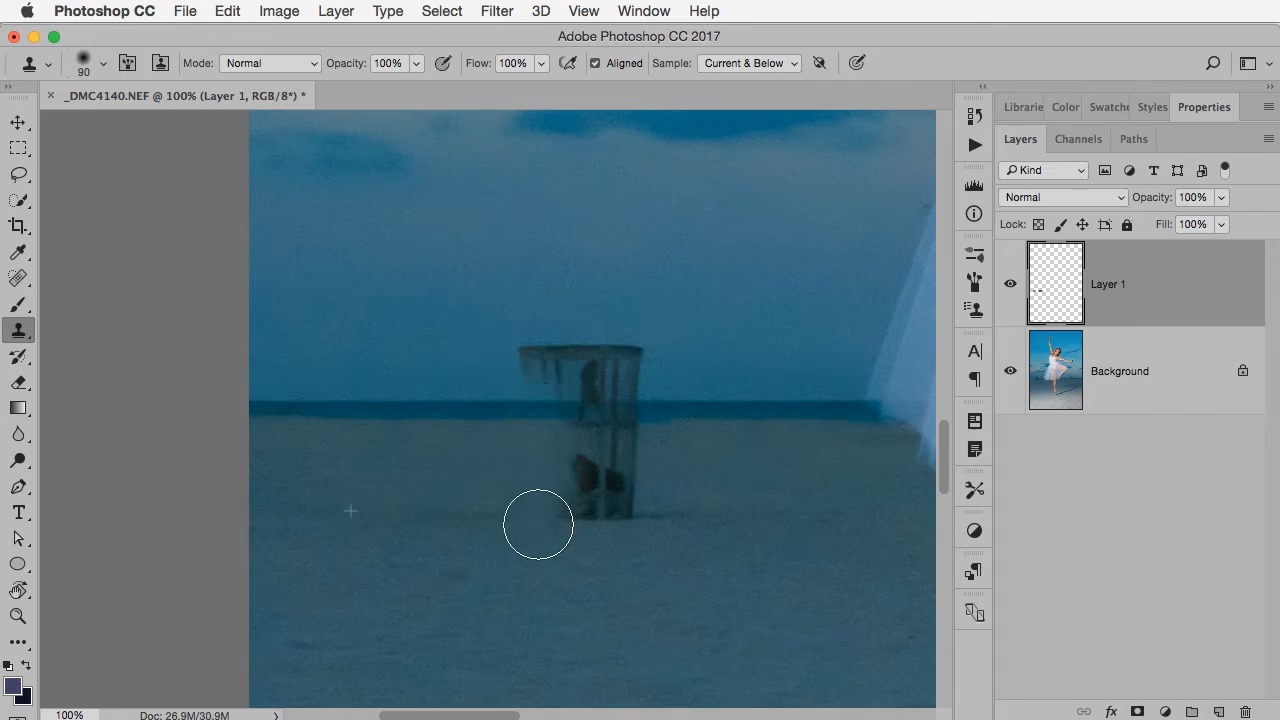 Photoshop CC File Edit Image Layer Type Select Filter 3D View Window Help
Adobe Photoshop CC 2017
90 Mode: Normal Opacity: 100% Flow: 100% Aligned Sample: Current & Below
× _DMC4140.NEF @ 100% (Layer 1, RGB/8*) *
Librarie Color Swatche Styles Properties
Layers Channels Paths
Kind
Normal Opacity: 100%
Lock: Fill: 100%
Layer 1
Background
100% Doc: 26.9M/30.9M